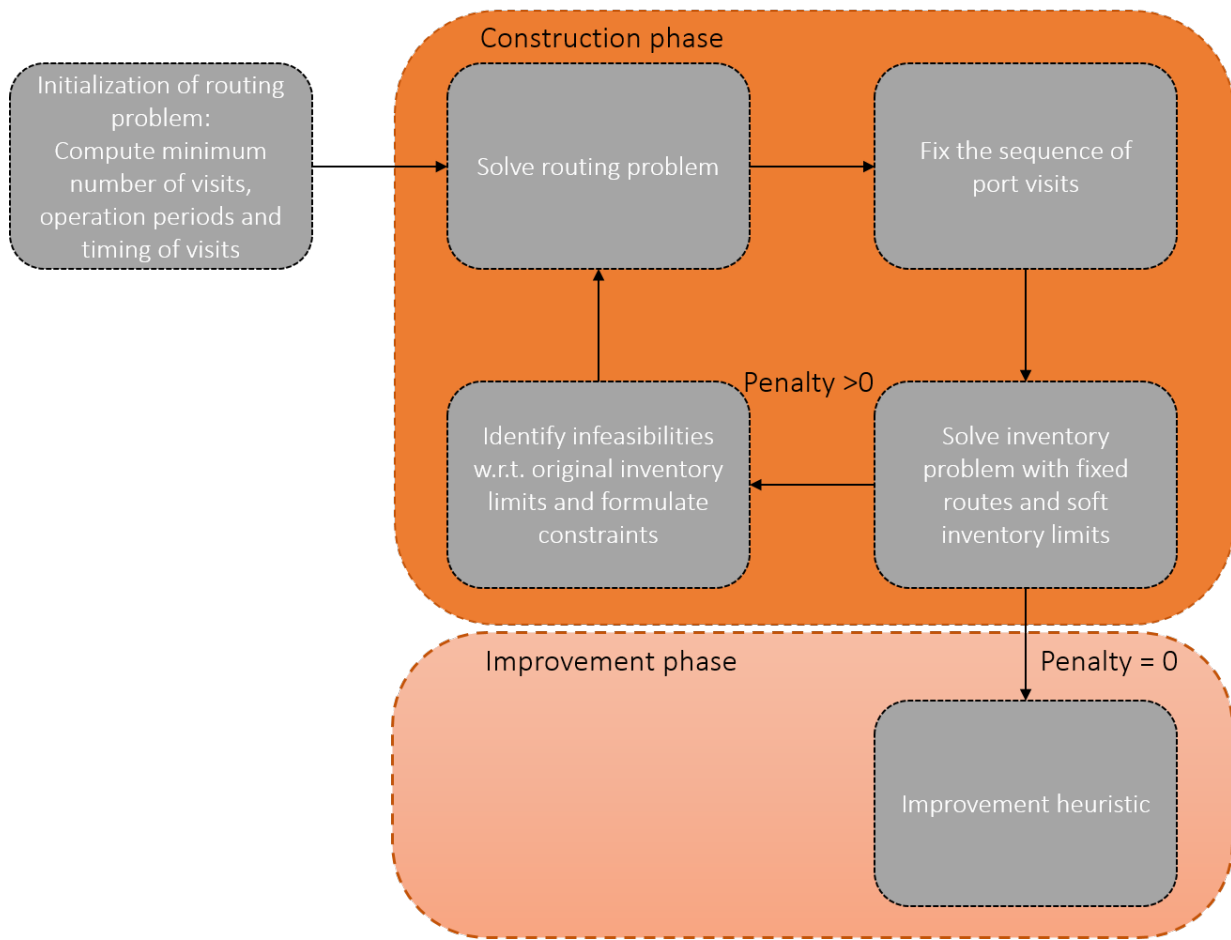 Construction phase
Initialization of routing
problem:
Compute minimum
number of visits,
operation periods and
timing of visits
Solve routing problem
Fix the sequence of
port visits
Penalty >0
Identify infeasibilities
w.r.t. original inventory
limits and formulate
constraints
Solve inventory
problem with fixed
routes and soft
inventory limits
Improvement phase
Penalty = 0
Improvement heuristic